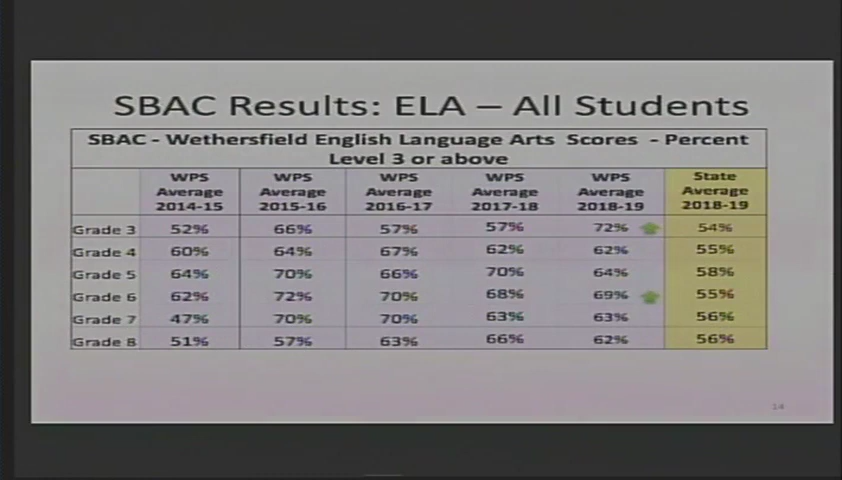 SBAC Results: ELA – All Students
SBAC - Wethersfield English Language Arts Scores - Percent
Level 3 or above
WPS Average 2014-15 WPS Average 2015-16 WPS Average 2016-17 WPS Average 2017-18 WPS Average 2018-19 State Average 2018-19
Grade 3 52% 66% 57% 57% 72% 54%
Grade 4 60% 64% 67% 62% 62% 55%
Grade 5 64% 70% 66% 70% 64% 58%
Grade 6 62% 72% 70% 68% 69% 55%
Grade 7 47% 70% 70% 63% 63% 56%
Grade 8 51% 57% 63% 66% 62% 56%
14